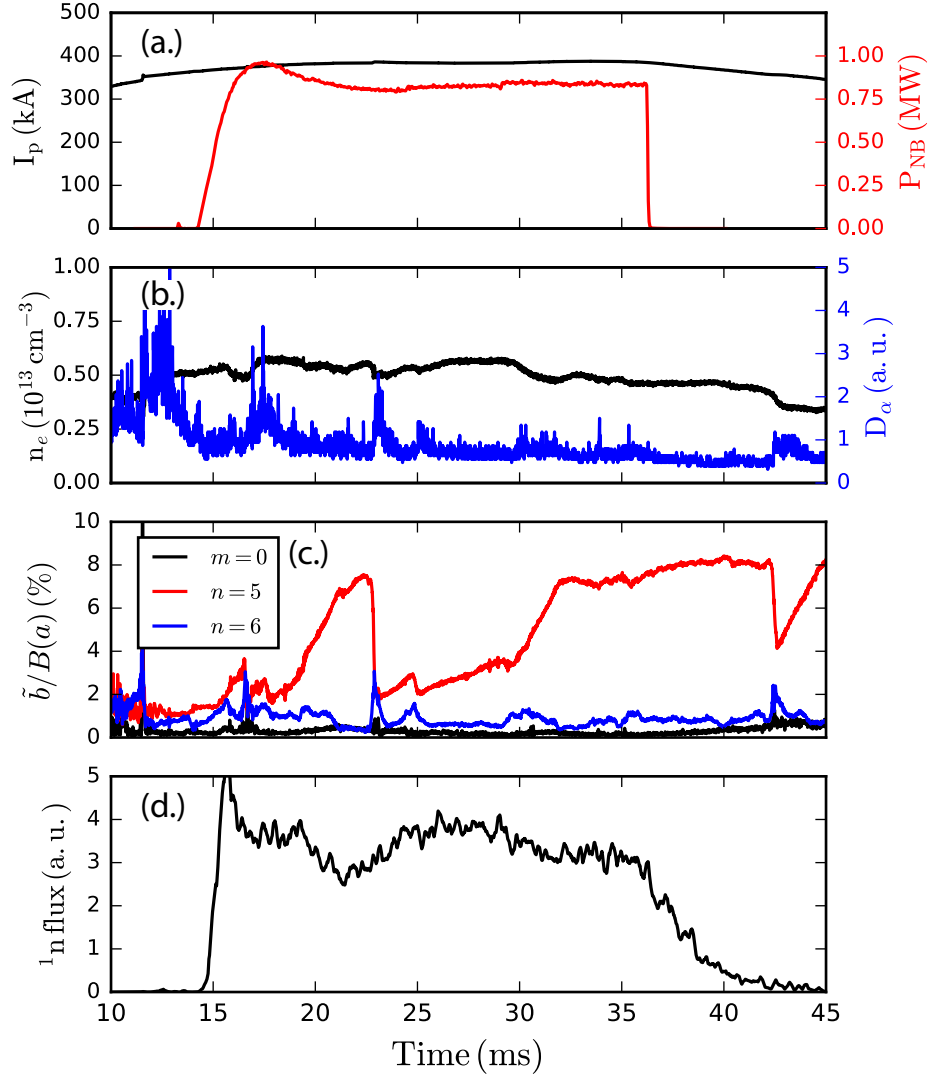 (a.)
500
400
300
200
100
0
I_p (kA)
1.00
0.75
0.50
0.25
0.00
P_NB (MW)
(b.)
1.00
0.75
0.50
0.25
0.00
n_e (10^13 cm^−3)
5
4
3
2
1
0
D_α (a. u.)
(c.)
10
8
6
4
2
0
b̃/B(a) (%)
m = 0
n = 5
n = 6
(d.)
5
4
3
2
1
0
^1n flux (a. u.)
10 15 20 25 30 35 40 45
Time (ms)